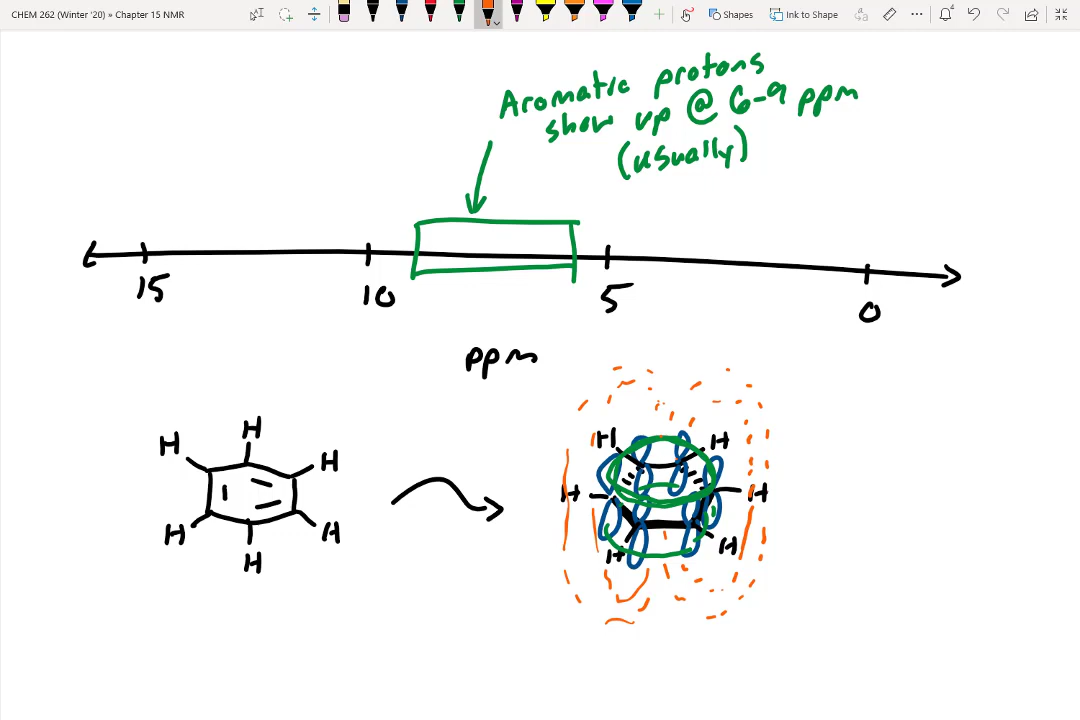 CHEM 262 (Winter '20) » Chapter 15 NMR
Shapes
Ink to Shape
Aromatic protons
show up @ 6-9 ppm
(usually)
15
10
5
0
ppm
H
H
H
H
H
H
H
H
H
H
H
H